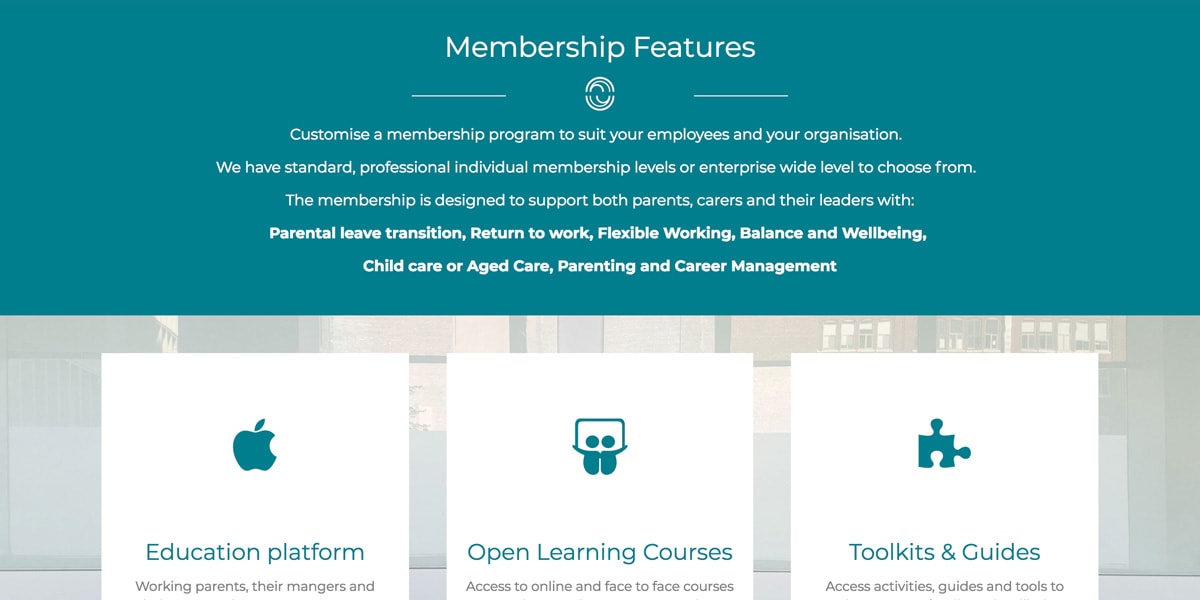 Membership Features
Customise a membership program to suit your employees and your organisation.
We have standard, professional individual membership levels or enterprise wide level to choose from.
The membership is designed to support both parents, carers and their leaders with:
Parental leave transition, Return to work, Flexible Working, Balance and Wellbeing,
Child care or Aged Care, Parenting and Career Management
Education platform
Open Learning Courses
Toolkits & Guides
Working parents, their mangers and
Access to online and face to face courses
Access activities, guides and tools to